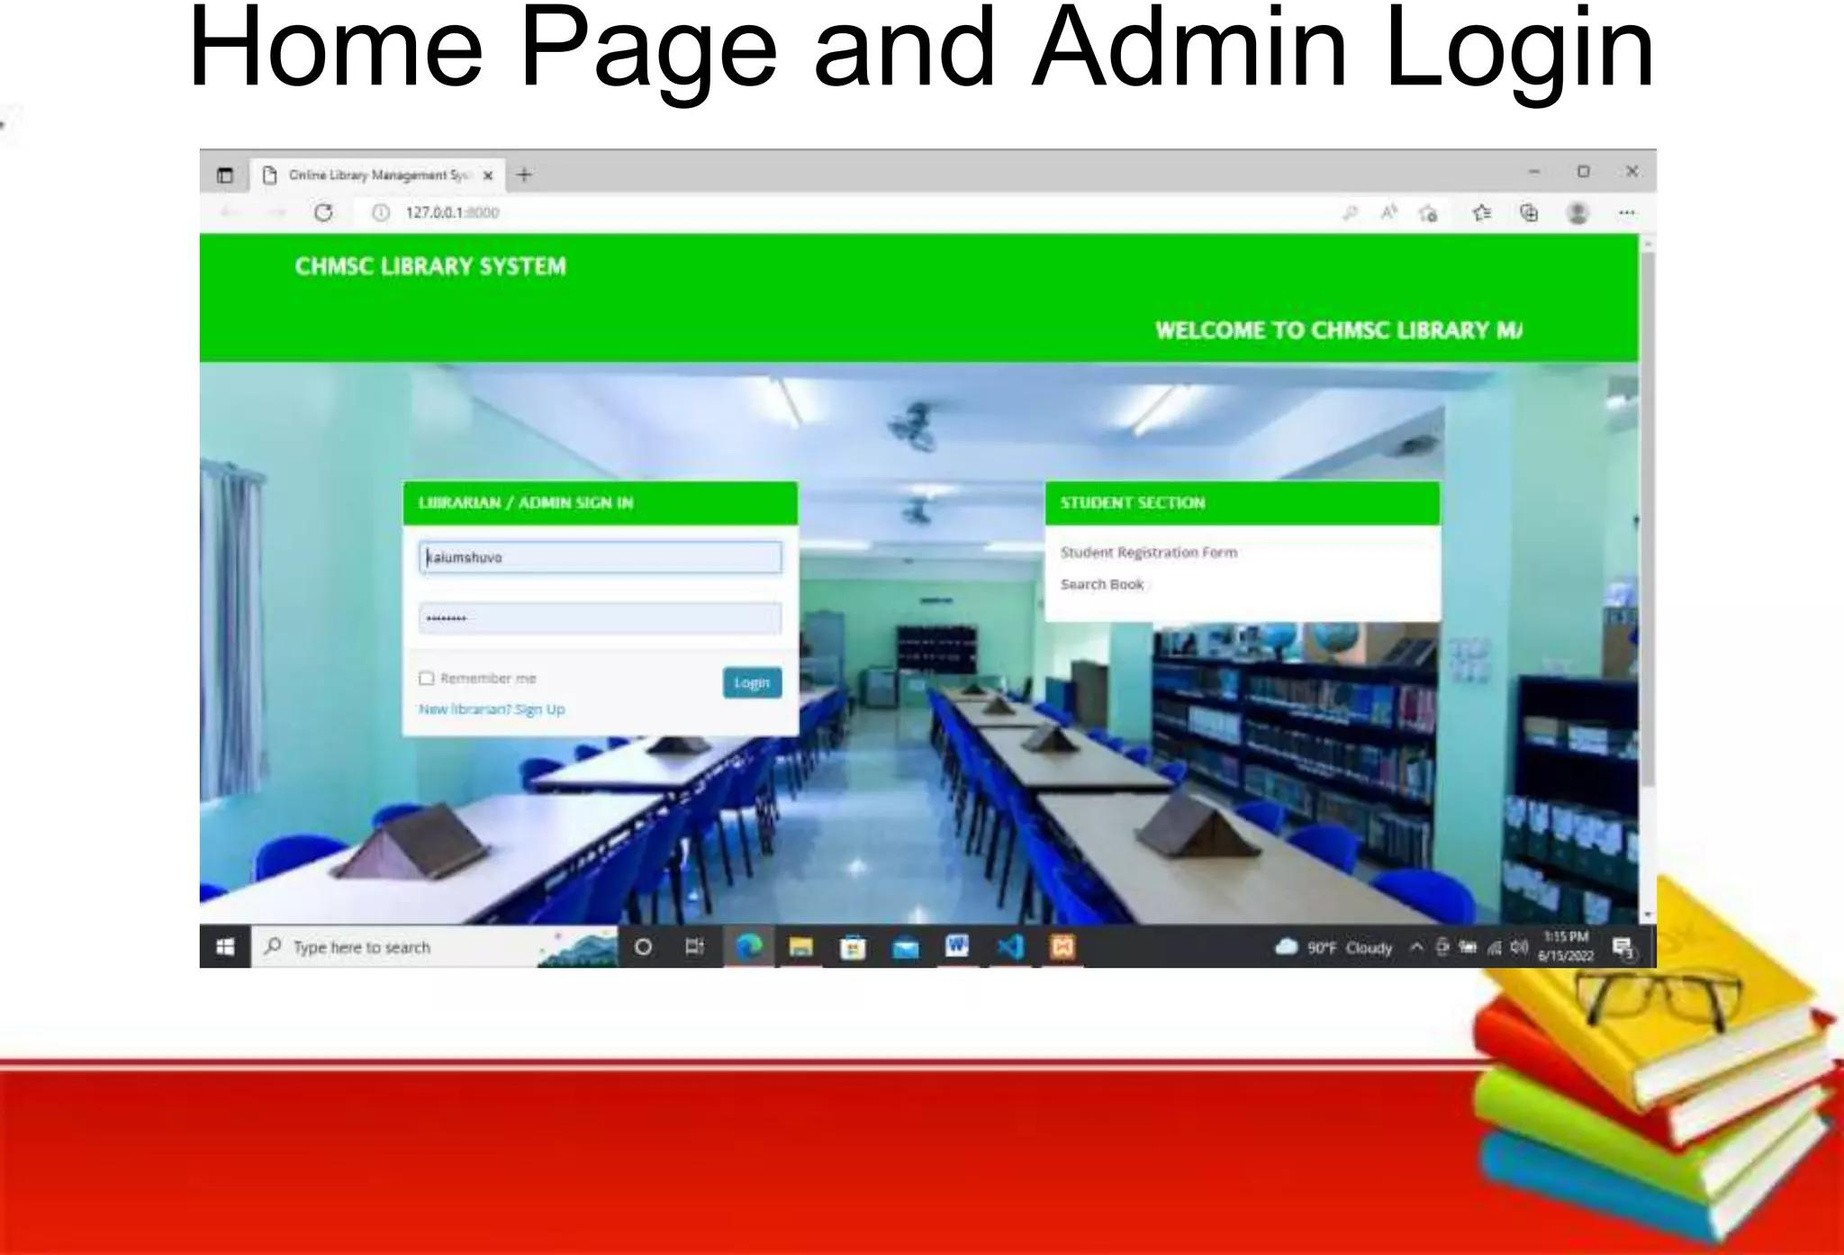 Home Page and Admin Login
Online Library Management Sys
127.0.0.1:8000
CHMSC LIBRARY SYSTEM
WELCOME TO CHMSC LIBRARY
LIBRARIAN / ADMIN SIGN IN
kaiumshuvo
STUDENT SECTION
Student Registration Form
Search Book
Remember me
Login
New librarian? Sign Up
Type here to search
90°F Cloudy
1:15 PM
6/15/2022